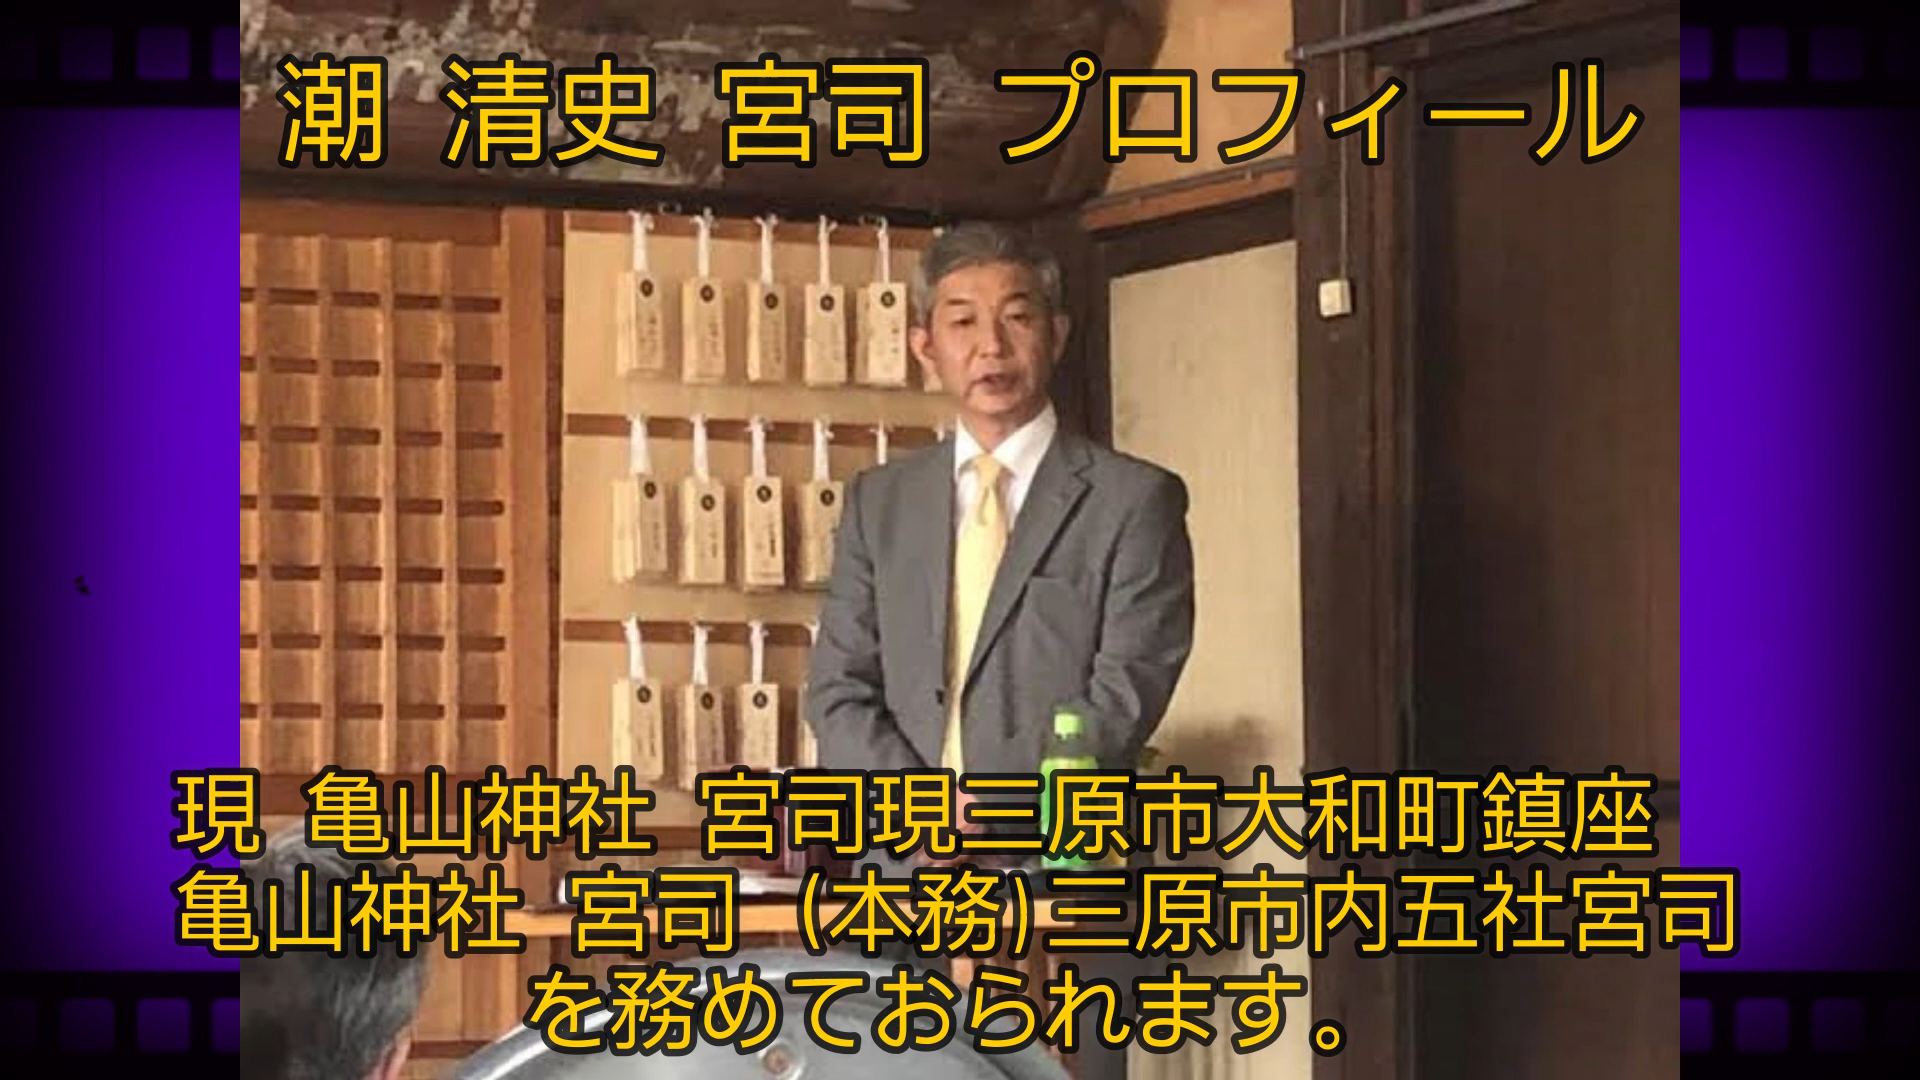 潮 清史 宮司 プロフィール
現 亀山神社 宮司現三原市大和町鎮座
亀山神社 宮司 (本務)三原市内五社宮司
を務めておられます。